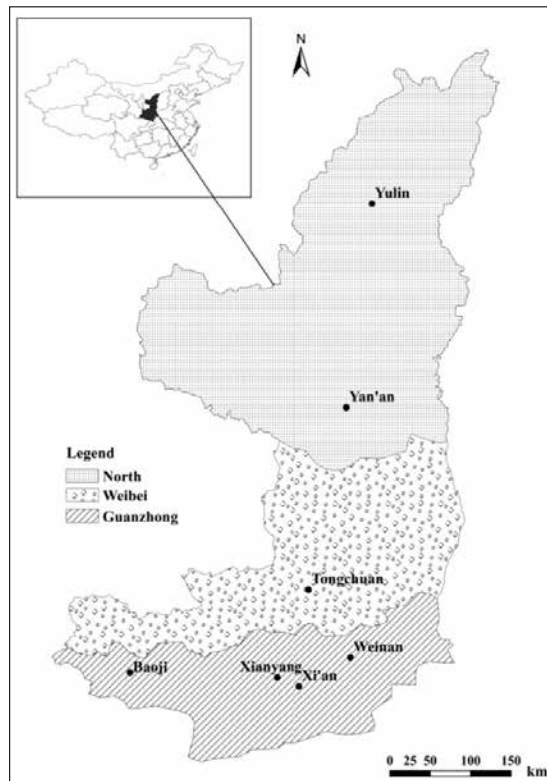 N
Yulin
Yan'an
Legend
North
Weibei
Guanzhong
Tongchuan
Weinan
Baoji
Xianyang
Xi'an
0 25 50 100 150
km